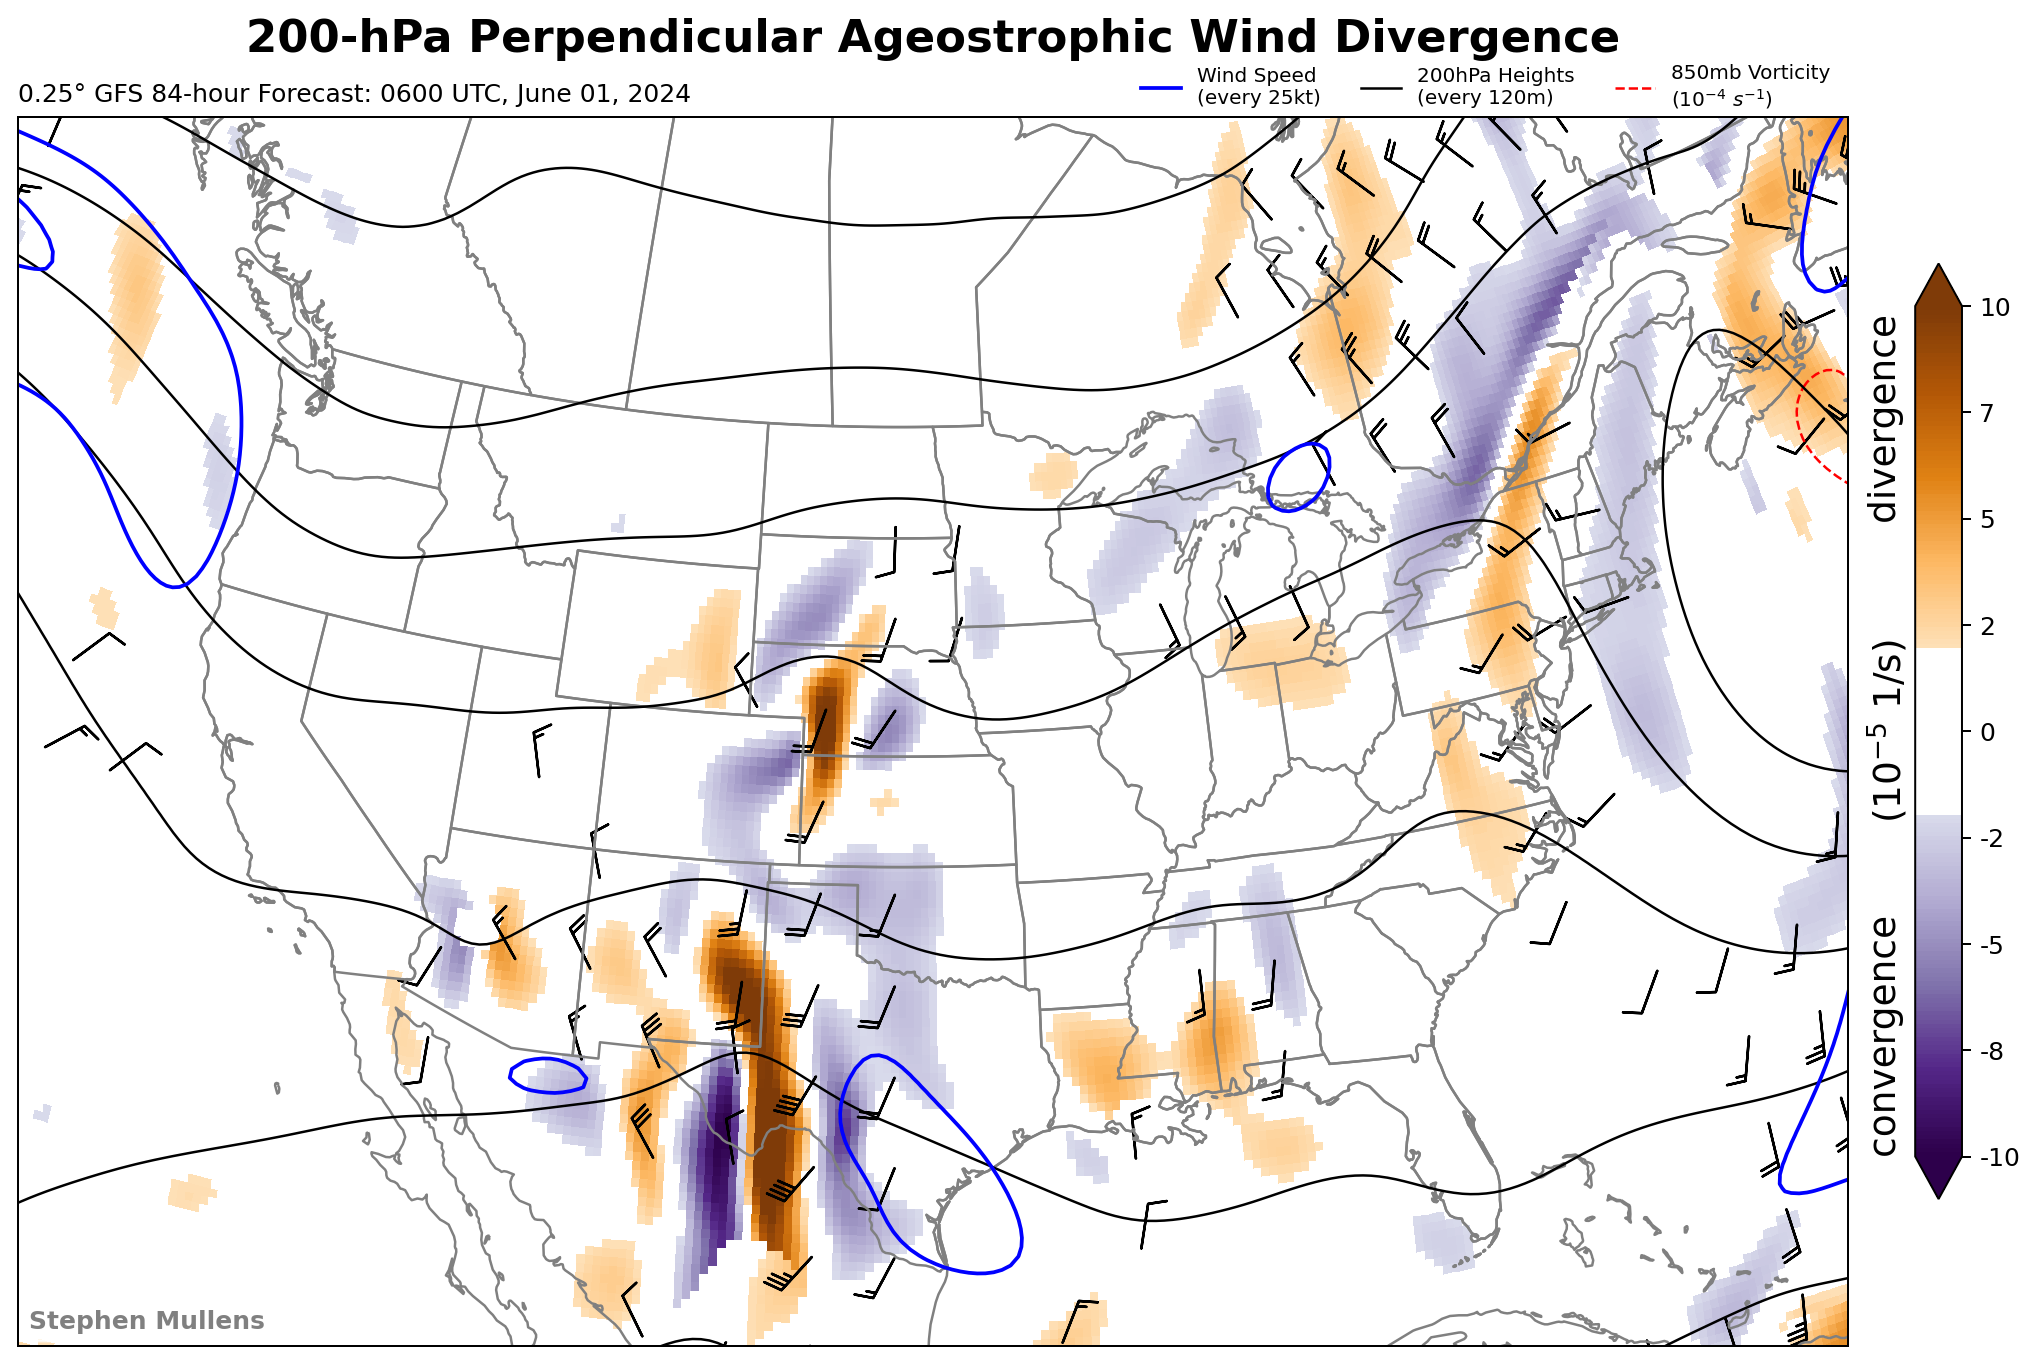 200-hPa Perpendicular Ageostrophic Wind Divergence
0.25° GFS 84-hour Forecast: 0600 UTC, June 01, 2024
Wind Speed
(every 25kt)
200hPa Heights
(every 120m)
850mb Vorticity
(10⁻⁴ s⁻¹)
10
7
5
2
0
-2
-5
-8
-10
convergence (10⁻⁵ 1/s) divergence
Stephen Mullens